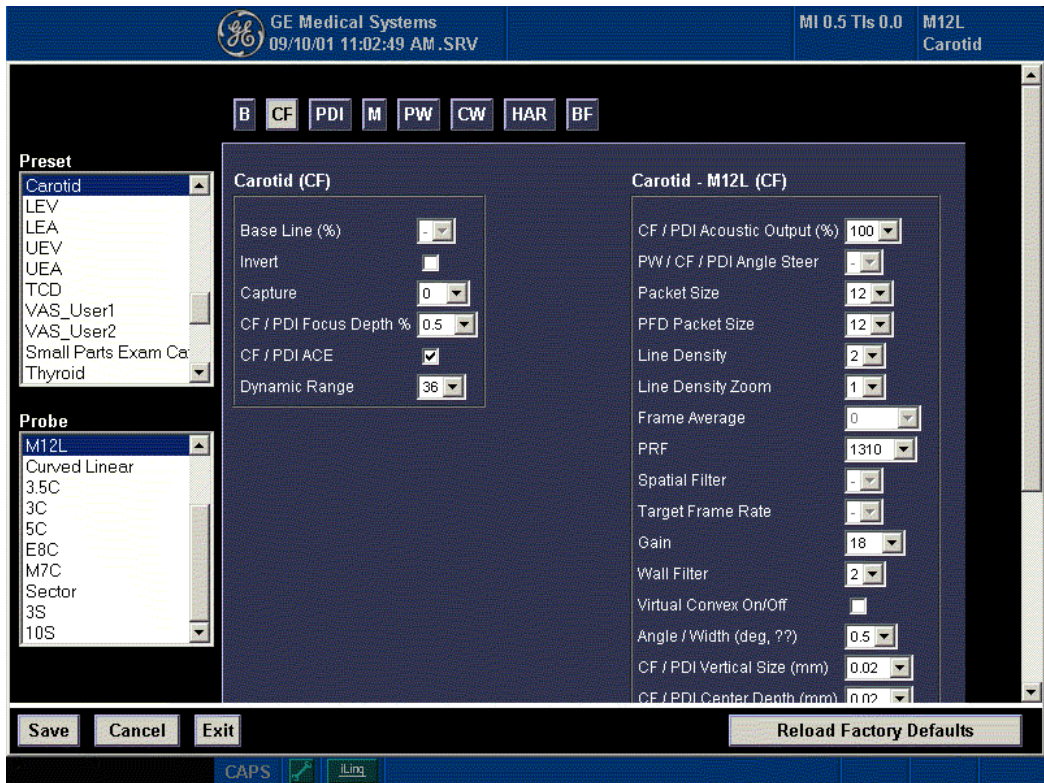 GE Medical Systems
09/10/01 11:02:49 AM.SRV
MI 0.5 TIs 0.0
M12L
Carotid
B CF PDI M PW CW HAR BF
Preset
Carotid
LEV
LEA
UEV
UEA
TCD
VAS_User1
VAS_User2
Small Parts Exam Ca
Thyroid
Probe
M12L
Curved Linear
3.5C
3C
5C
E8C
M7C
Sector
3S
10S
Carotid (CF)
Base Line (%) -
Invert
Capture 0
CF / PDI Focus Depth % 0.5
CF / PDI ACE
Dynamic Range 36
Carotid - M12L (CF)
CF / PDI Acoustic Output (%) 100
PW / CF / PDI Angle Steer -
Packet Size 12
PFD Packet Size 12
Line Density 2
Line Density Zoom 1
Frame Average 0
PRF 1310
Spatial Filter -
Target Frame Rate -
Gain 18
Wall Filter 2
Virtual Convex On/Off
Angle / Width (deg, ??) 0.5
CF / PDI Vertical Size (mm) 0.02
CF / PDI Center Depth (mm) 0.02
Save Cancel Exit
Reload Factory Defaults
CAPS iLinq